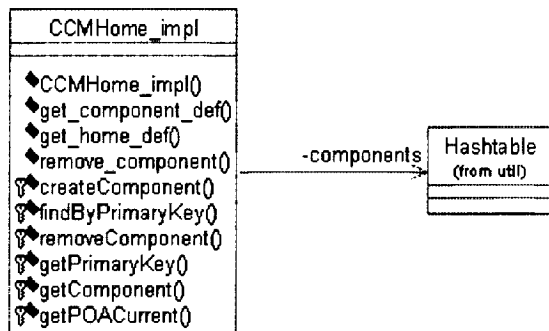 CCMHome_impl
CCMHome_impl()
get_component_def()
get_home_def()
remove_component()
createComponent()
findByPrimaryKey()
removeComponent()
getPrimaryKey()
getComponent()
getPOACurrent()
-components
Hashtable
(from util)